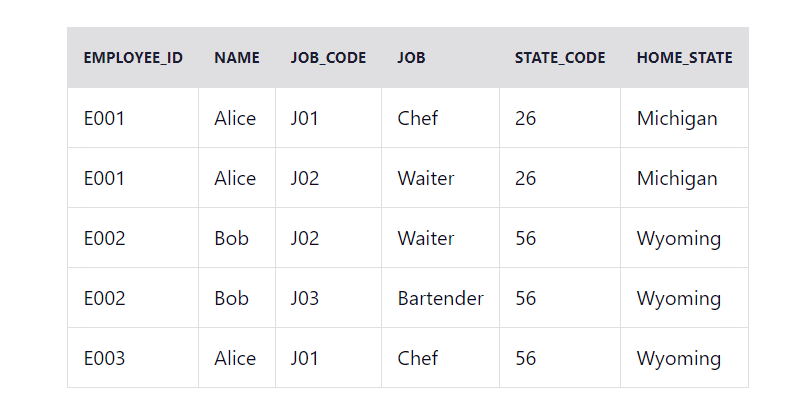 EMPLOYEE_ID NAME JOB_CODE JOB STATE_CODE HOME_STATE
E001 Alice J01 Chef 26 Michigan
E001 Alice J02 Waiter 26 Michigan
E002 Bob J02 Waiter 56 Wyoming
E002 Bob J03 Bartender 56 Wyoming
E003 Alice J01 Chef 56 Wyoming